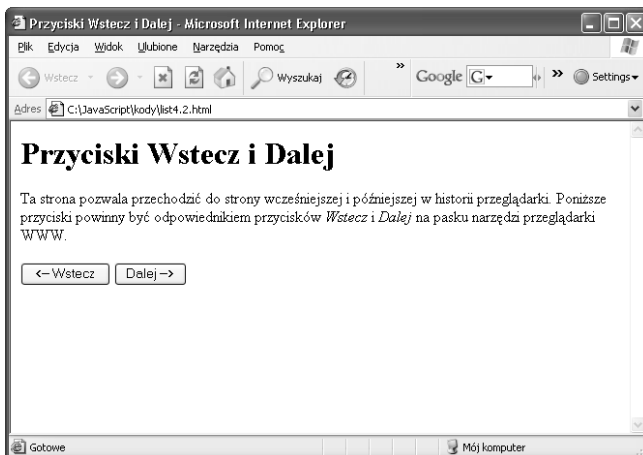 Przyciski Wstecz i Dalej - Microsoft Internet Explorer
Plik Edycja Widok Ulubione Narzędzia Pomoc
Wstecz Wyszukaj » Google G » Settings
Adres C:\JavaScript\kody\list4.2.html
Przyciski Wstecz i Dalej
Ta strona pozwala przechodzić do strony wcześniejszej i późniejszej w historii przeglądarki. Poniższe
przyciski powinny być odpowiednikiem przycisków Wstecz i Dalej na pasku narzędzi przeglądarki
WWW.
<-- Wstecz Dalej -->
Gotowe Mój komputer